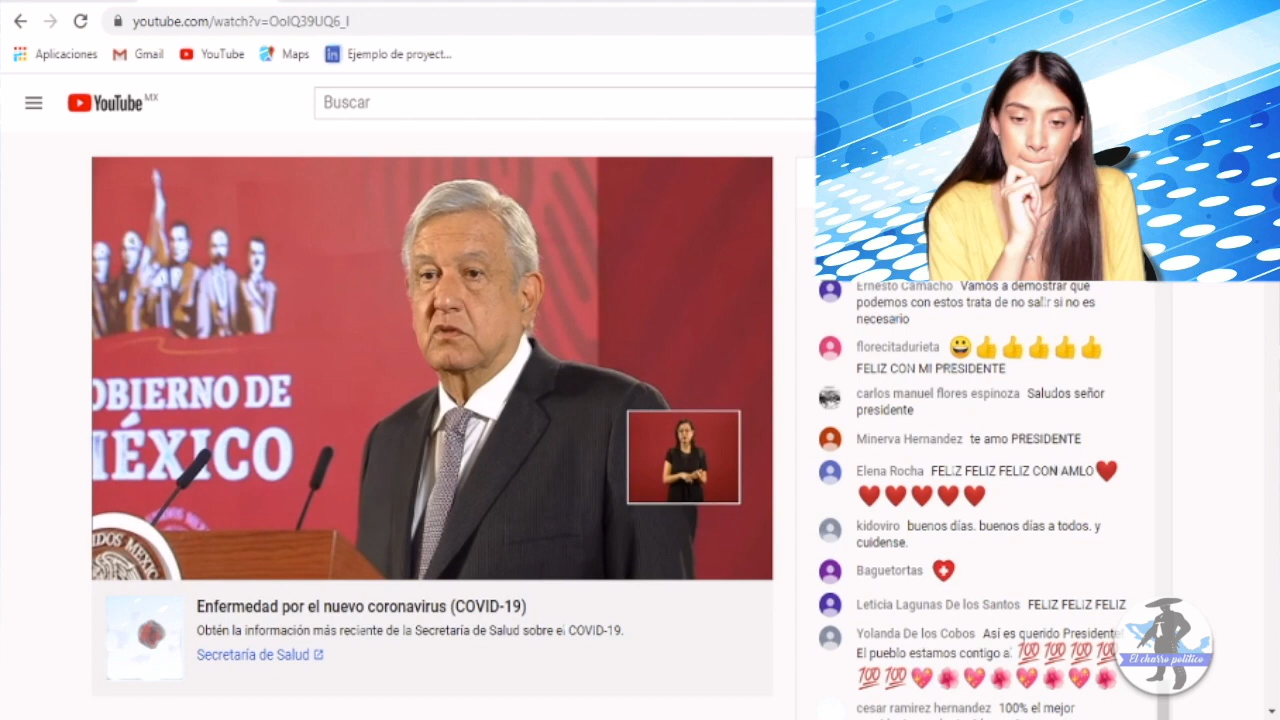 youtube.com/watch?v=OolQ39UQ6_I
Aplicaciones
Gmail
YouTube
Maps
Ejemplo de proyect...
YouTube MX
Buscar
OBIERNO DE
MÉXICO
IDOS MEXIC
Enfermedad por el nuevo coronavirus (COVID-19)
Obtén la información más reciente de la Secretaría de Salud sobre el COVID-19.
Secretaría de Salud
Ernesto Camacho Vamos a demostrar que
podemos con estos trata de no salir si no es
necesario
florecitadurieta 😀👍👍👍👍👍
FELIZ CON MI PRESIDENTE
carlos manuel flores espinoza Saludos señor
presidente
Minerva Hernandez te amo PRESIDENTE
Elena Rocha FELIZ FELIZ FELIZ CON AMLO❤️
❤️❤️❤️❤️❤️
kidoviro buenos días. buenos días a todos. y
cuidense.
Baguetortas
Leticia Lagunas De los Santos FELIZ FELIZ FELIZ
Yolanda De los Cobos Así es querido Presidente
El pueblo estamos contigo 💯💯💯💯
💯💯💖🌺💖🌺💖🌺💖🌺
cesar ramirez hernandez 100% el mejor
El charro político